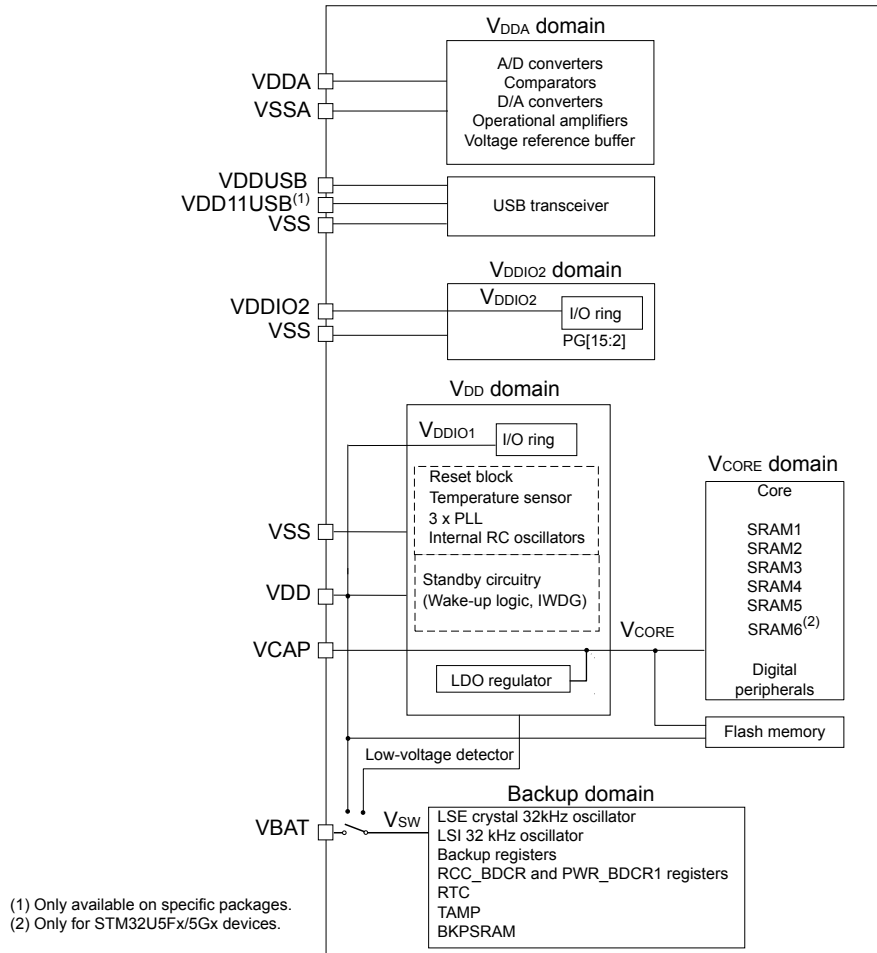 VDDA domain
A/D converters
Comparators
D/A converters
Operational amplifiers
Voltage reference buffer
VDDA
VSSA
VDDUSB
VDD11USB(1)
VSS
USB transceiver
VDDIO2 domain
VDDIO2
VDDIO2
I/O ring
VSS
PG[15:2]
VDD domain
VDDIO1
I/O ring
Reset block
Temperature sensor
3 x PLL
Internal RC oscillators
VSS
Standby circuitry
(Wake-up logic, IWDG)
VDD
VCAP
VCORE
LDO regulator
VCORE domain
Core
SRAM1
SRAM2
SRAM3
SRAM4
SRAM5
SRAM6(2)
Digital
peripherals
Flash memory
Low-voltage detector
VBAT
VSW
Backup domain
LSE crystal 32kHz oscillator
LSI 32 kHz oscillator
Backup registers
RCC_BDCR and PWR_BDCR1 registers
RTC
TAMP
BKPSRAM
(1) Only available on specific packages.
(2) Only for STM32U5Fx/5Gx devices.